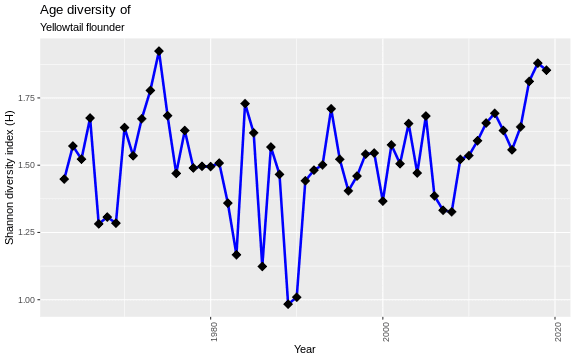 Age diversity of
Yellowtail flounder
Shannon diversity index (H)
1.75
1.50
1.25
1.00
1980
2000
2020
Year